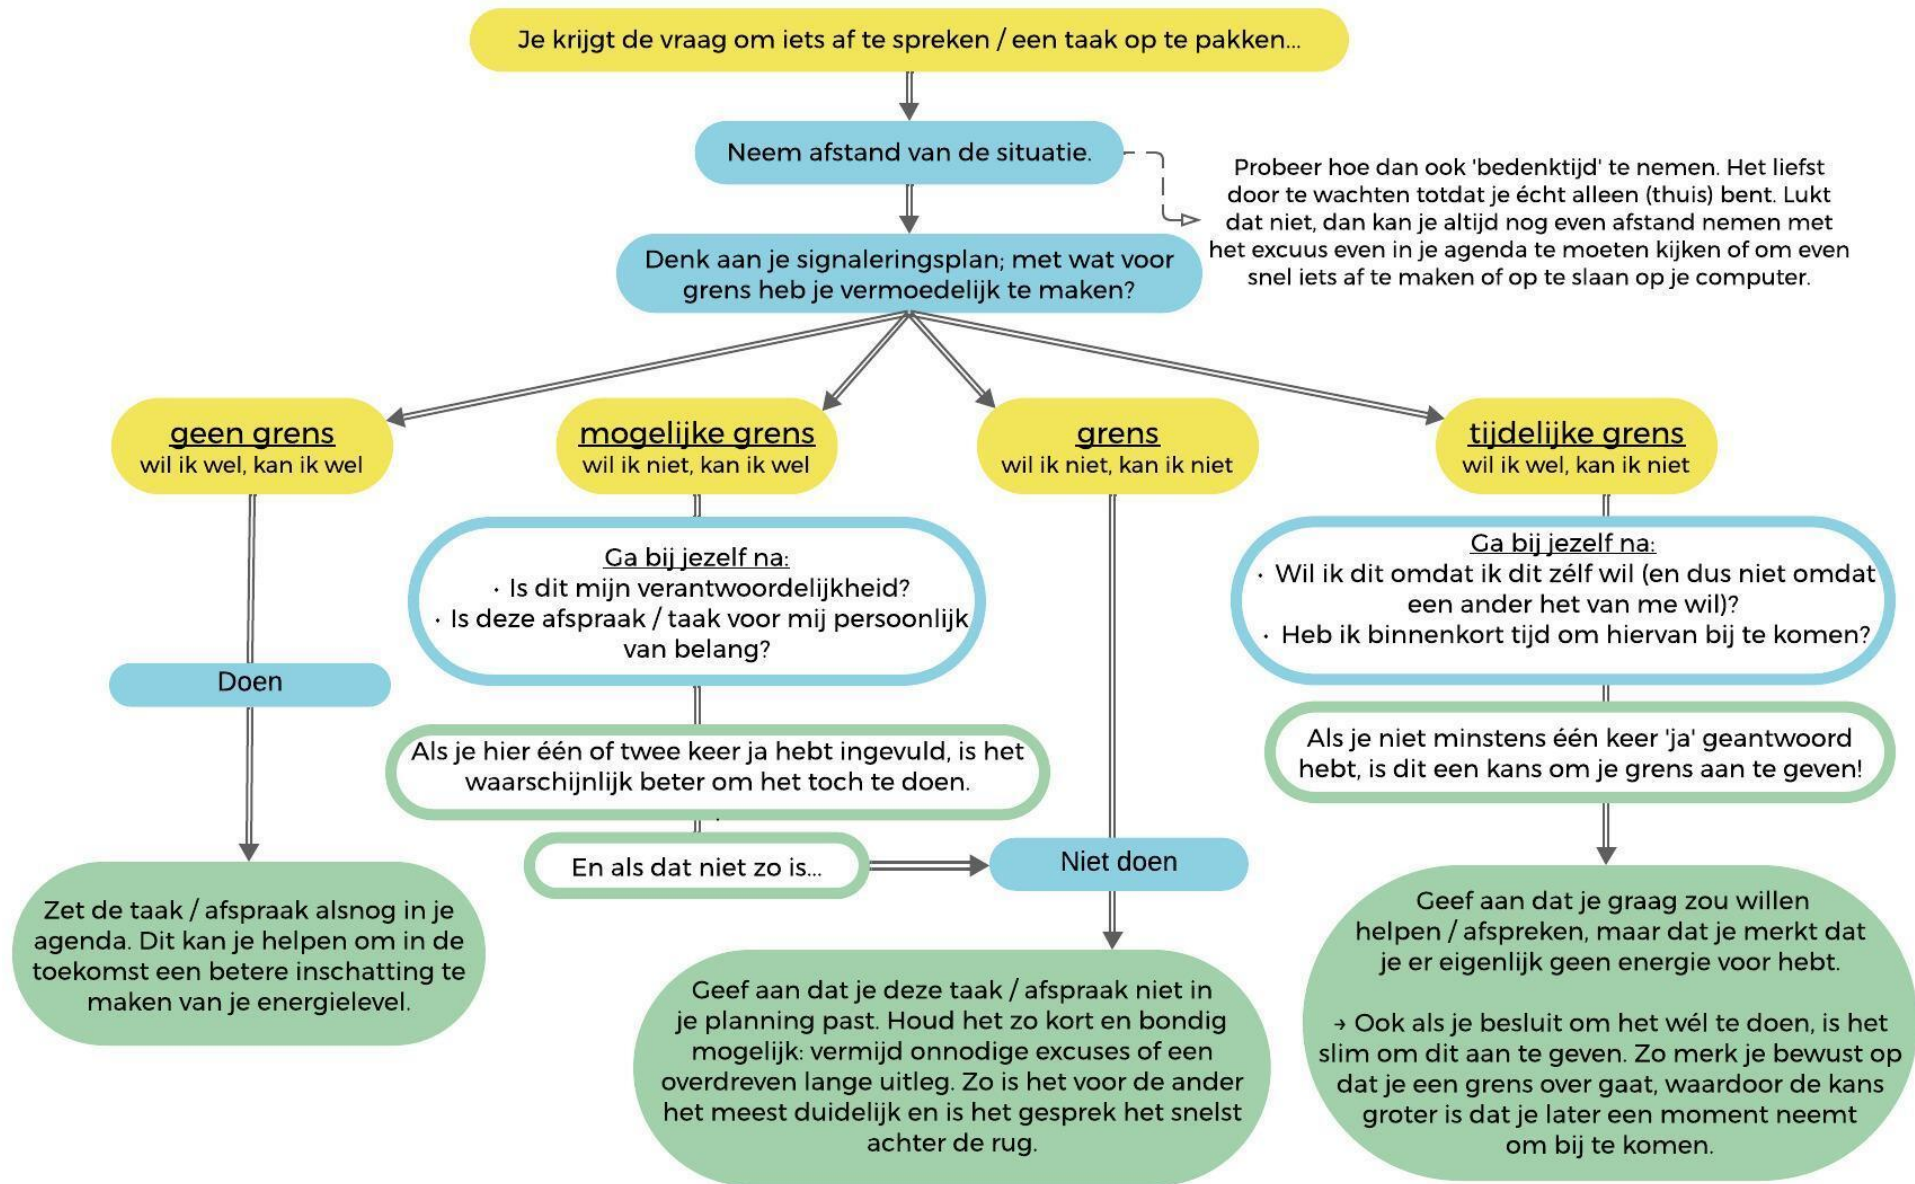 Je krijgt de vraag om iets af te spreken / een taak op te pakken...
Neem afstand van de situatie.
Probeer hoe dan ook 'bedenktijd' te nemen. Het liefst
door te wachten totdat je écht alleen (thuis) bent. Lukt
dat niet, dan kan je altijd nog even afstand nemen met
het excuus even in je agenda te moeten kijken of om even
snel iets af te maken of op te slaan op je computer.
Denk aan je signaleringsplan; met wat voor
grens heb je vermoedelijk te maken?
geen grens
wil ik wel, kan ik wel
Doen
Zet de taak / afspraak alsnog in je
agenda. Dit kan je helpen om in de
toekomst een betere inschatting te
maken van je energielevel.
mogelijke grens
wil ik niet, kan ik wel
Ga bij jezelf na:
· Is dit mijn verantwoordelijkheid?
· Is deze afspraak / taak voor mij persoonlijk
van belang?
Als je hier één of twee keer ja hebt ingevuld, is het
waarschijnlijk beter om het toch te doen.
En als dat niet zo is...
grens
wil ik niet, kan ik niet
Niet doen
Geef aan dat je deze taak / afspraak niet in
je planning past. Houd het zo kort en bondig
mogelijk: vermijd onnodige excuses of een
overdreven lange uitleg. Zo is het voor de ander
het meest duidelijk en is het gesprek het snelst
achter de rug.
tijdelijke grens
wil ik wel, kan ik niet
Ga bij jezelf na:
· Wil ik dit omdat ik dit zélf wil (en dus niet omdat
een ander het van me wil)?
· Heb ik binnenkort tijd om hiervan bij te komen?
Als je niet minstens één keer 'ja' geantwoord
hebt, is dit een kans om je grens aan te geven!
Geef aan dat je graag zou willen
helpen / afspreken, maar dat je merkt dat
je er eigenlijk geen energie voor hebt.
→ Ook als je besluit om het wél te doen, is het
slim om dit aan te geven. Zo merk je bewust op
dat je een grens over gaat, waardoor de kans
groter is dat je later een moment neemt
om bij te komen.